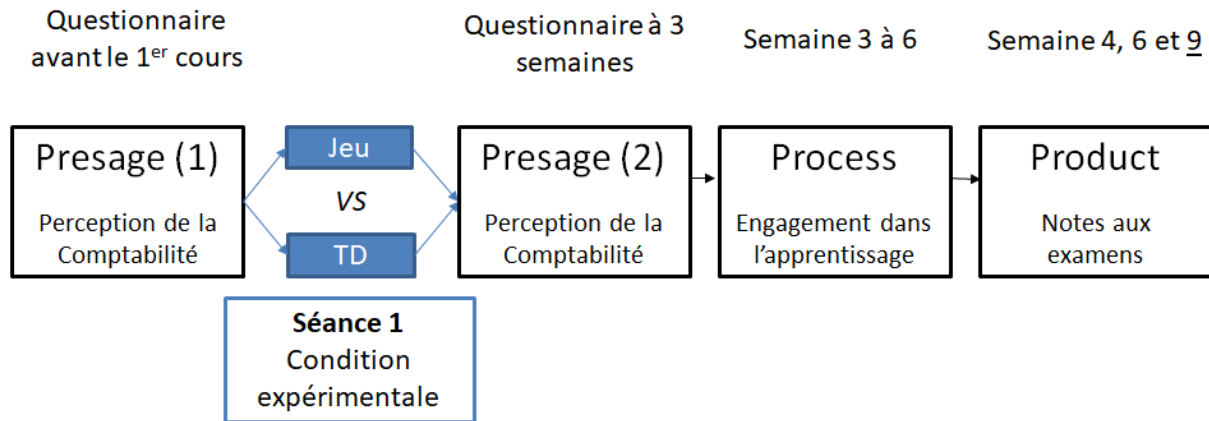 Questionnaire
avant le 1er cours
Questionnaire à 3
semaines
Semaine 3 à 6
Semaine 4, 6 et 9
Presage (1)
Perception de la
Comptabilité
Jeu
VS
TD
Presage (2)
Perception de la
Comptabilité
Process
Engagement dans
l'apprentissage
Product
Notes aux
examens
Séance 1
Condition
expérimentale